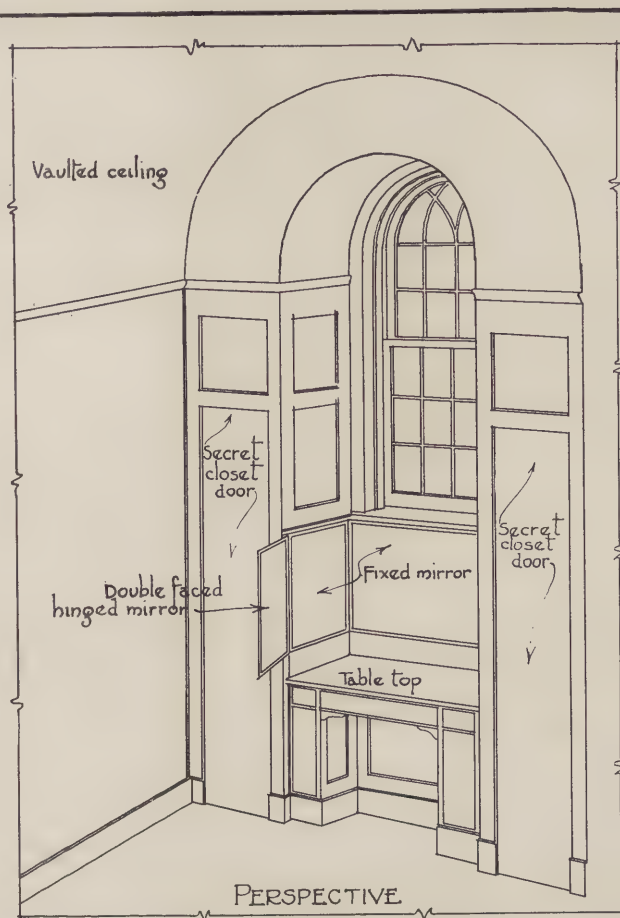 Vaulted ceiling
Secret
closet
door
Secret
closet
door
Double faced
hinged mirror
Fixed mirror
Table top
PERSPECTIVE